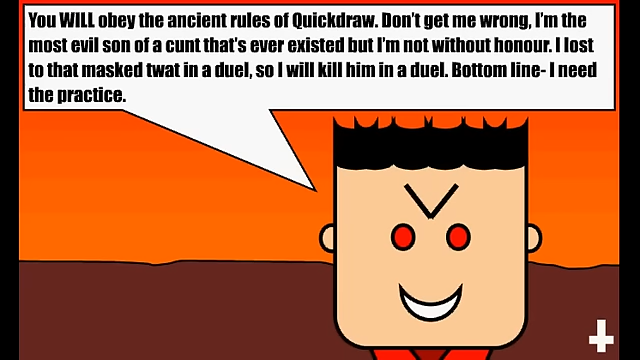 You WILL obey the ancient rules of Quickdraw. Don't get me wrong, I'm the
most evil son of a cunt that's ever existed but I'm not without honour. I lost
to that masked twat in a duel, so I will kill him in a duel. Bottom line- I need
the practice.